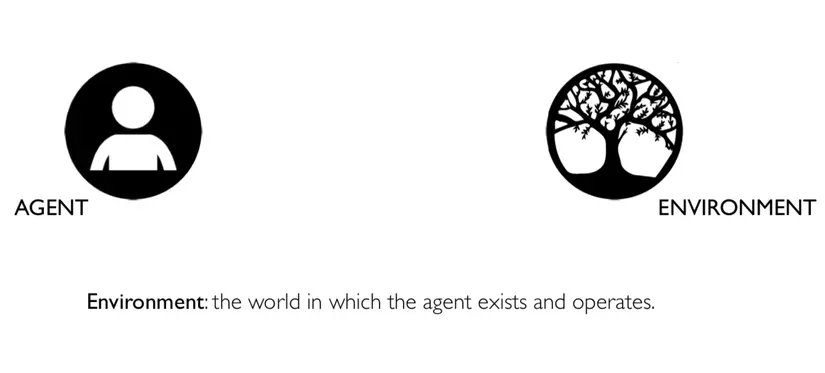 AGENT
ENVIRONMENT
Environment: the world in which the agent exists and operates.